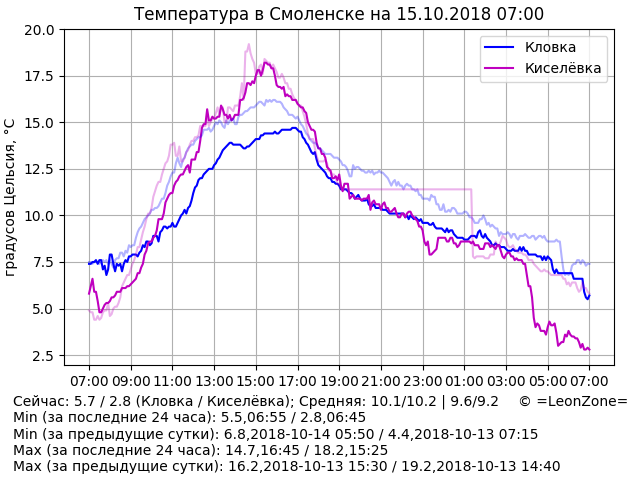 Температура в Смоленске на 15.10.2018 07:00
20.0
17.5
15.0
12.5
10.0
7.5
5.0
2.5
градусов Цельсия, °C
Кловка
Киселёвка
07:00 09:00 11:00 13:00 15:00 17:00 19:00 21:00 23:00 01:00 03:00 05:00 07:00
Сейчас: 5.7 / 2.8 (Кловка / Киселёвка); Средняя: 10.1/10.2 | 9.6/9.2 © =LeonZone=
Min (за последние 24 часа): 5.5,06:55 / 2.8,06:45
Min (за предыдущие сутки): 6.8,2018-10-14 05:50 / 4.4,2018-10-13 07:15
Max (за последние 24 часа): 14.7,16:45 / 18.2,15:25
Max (за предыдущие сутки): 16.2,2018-10-13 15:30 / 19.2,2018-10-13 14:40